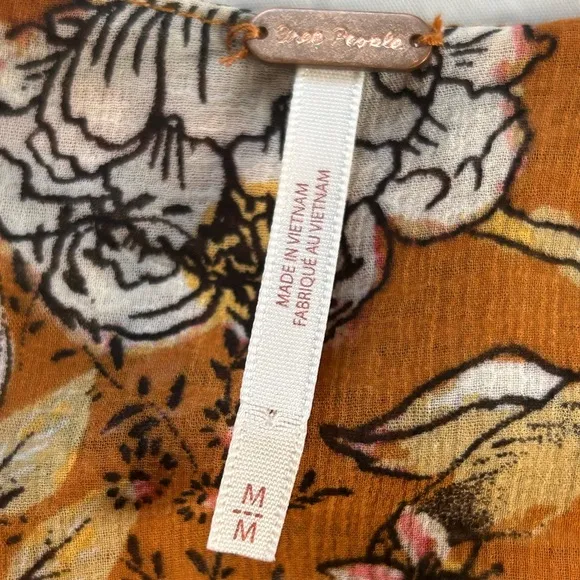 Free People
MADE IN VIETNAM
FABRIQUÉ AU VIETNAM
M
M